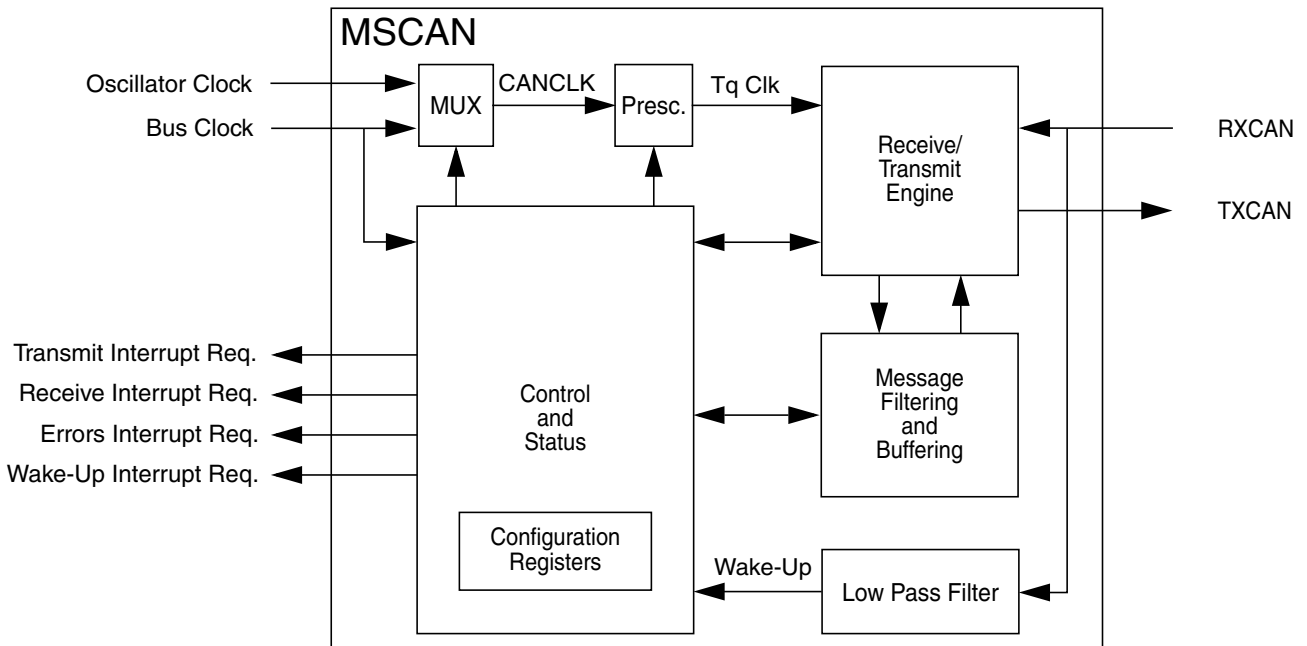 MSCAN
Oscillator Clock
Bus Clock
MUX
CANCLK
Presc.
Tq Clk
Receive/
Transmit
Engine
RXCAN
TXCAN
Transmit Interrupt Req.
Receive Interrupt Req.
Errors Interrupt Req.
Wake-Up Interrupt Req.
Control
and
Status
Message
Filtering
and
Buffering
Configuration
Registers
Wake-Up
Low Pass Filter